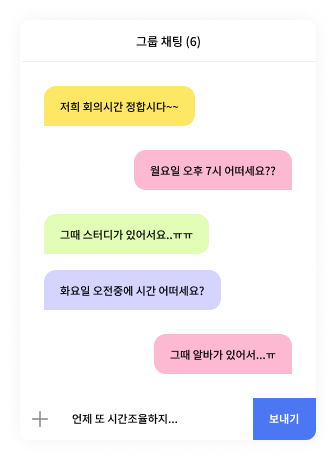 그룹 채팅 (6)
저희 회의시간 정합시다~~
월요일 오후 7시 어떠세요??
그때 스터디가 있어서요..ㅠㅠ
화요일 오전중에 시간 어떠세요?
그때 알바가 있어서...ㅠ
언제 또 시간조율하지...
보내기